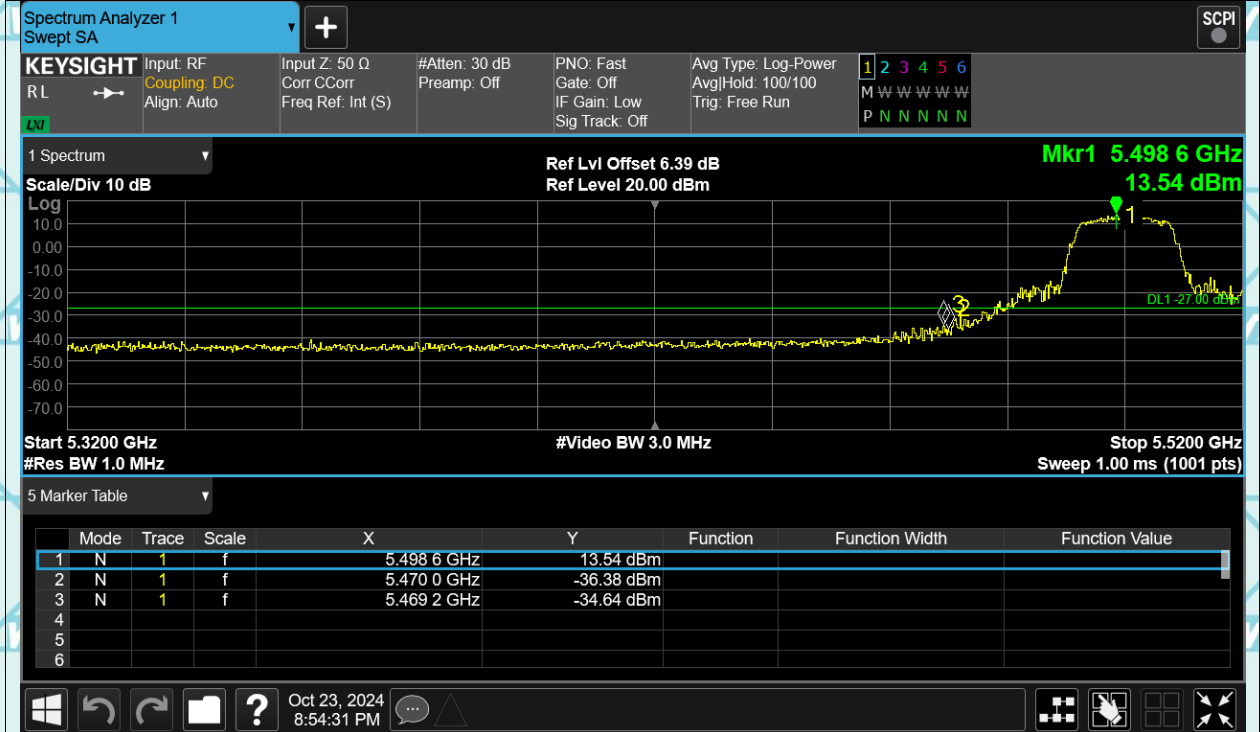 Spectrum Analyzer 1
Swept SA
SCPI
KEYSIGHT
R L
LXI
Input: RF
Coupling: DC
Align: Auto
Input Z: 50 Ω
Corr CCorr
Freq Ref: Int (S)
#Atten: 30 dB
Preamp: Off
PNO: Fast
Gate: Off
IF Gain: Low
Sig Track: Off
Avg Type: Log-Power
Avg|Hold: 100/100
Trig: Free Run
1 2 3 4 5 6
M W W W W W
P N N N N N
1 Spectrum
Scale/Div 10 dB
Ref Lvl Offset 6.39 dB
Ref Level 20.00 dBm
Mkr1 5.498 6 GHz
13.54 dBm
Log
10.0
0.00
-10.0
-20.0
-30.0
-40.0
-50.0
-60.0
-70.0
1
3
2
DL1 -27.00 dBm
Start 5.3200 GHz
#Res BW 1.0 MHz
#Video BW 3.0 MHz
Stop 5.5200 GHz
Sweep 1.00 ms (1001 pts)
5 Marker Table
Mode Trace Scale X Y Function Function Width Function Value
1 N 1 f 5.498 6 GHz 13.54 dBm
2 N 1 f 5.470 0 GHz -36.38 dBm
3 N 1 f 5.469 2 GHz -34.64 dBm
4
5
6
?
Oct 23, 2024
8:54:31 PM